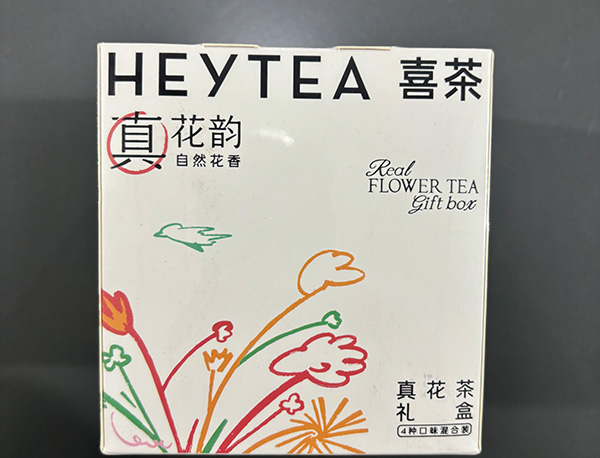 HEYTEA 喜茶
真花韵
自然花香
Real
FLOWER TEA
Gift box
真花茶
礼盒
4种口味混合装